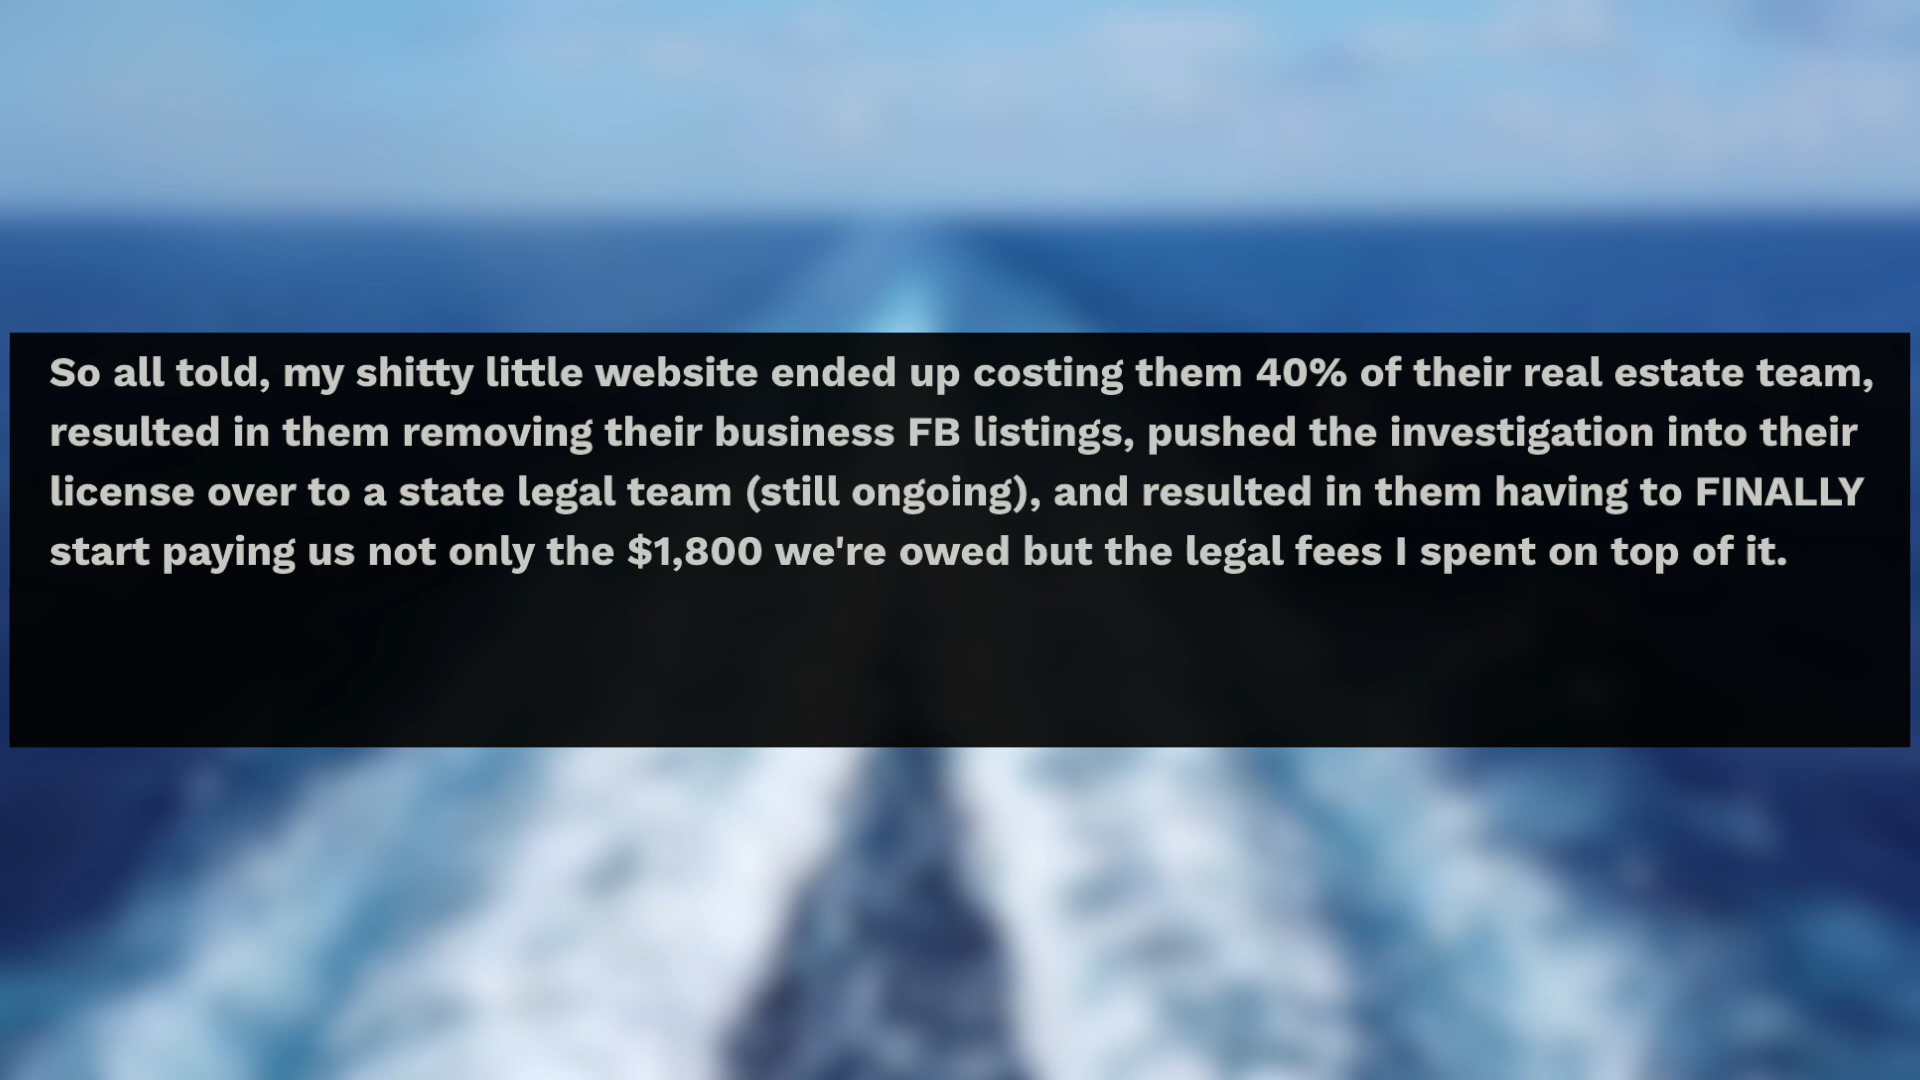 So all told, my shitty little website ended up costing them 40% of their real estate team,
resulted in them removing their business FB listings, pushed the investigation into their
license over to a state legal team (still ongoing), and resulted in them having to FINALLY
start paying us not only the $1,800 we're owed but the legal fees I spent on top of it.